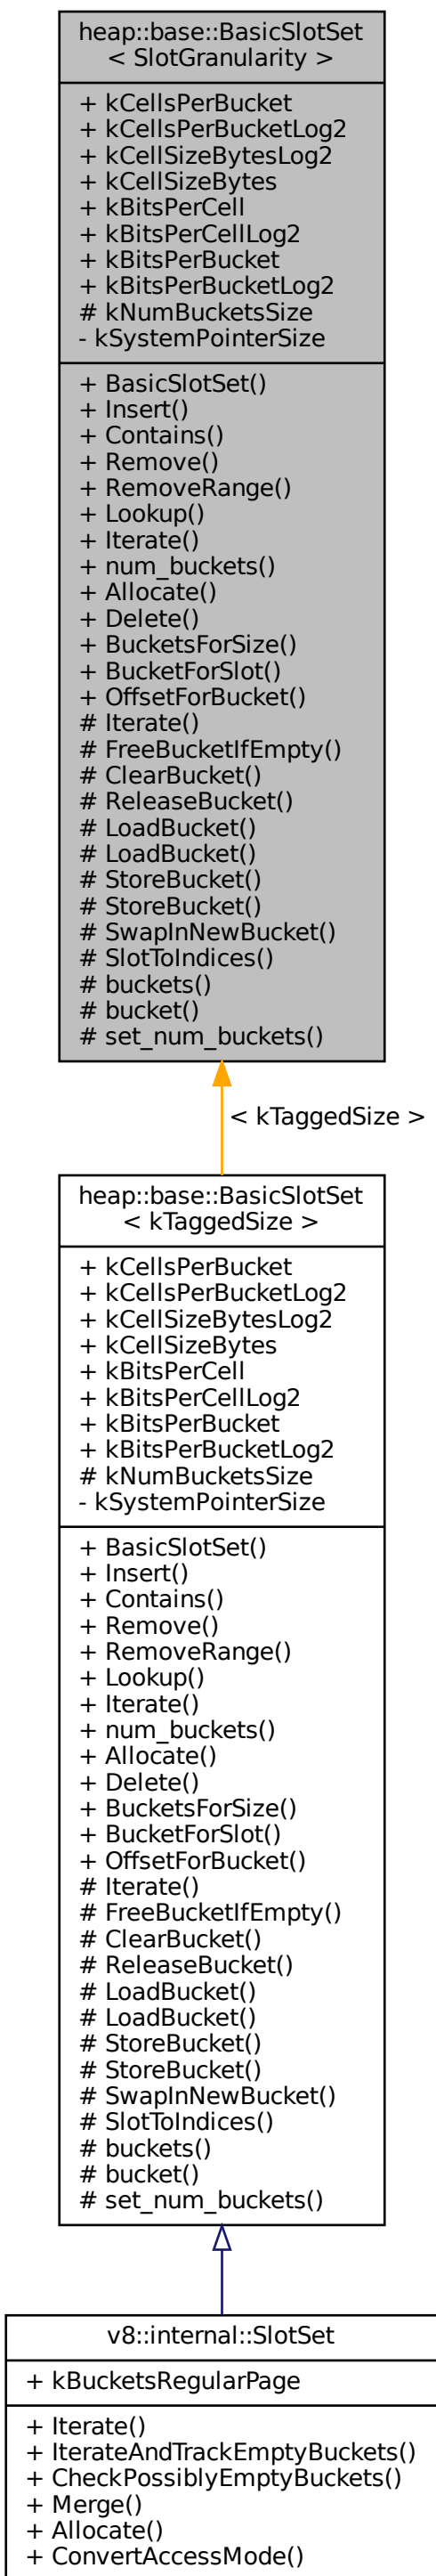 heap::base::BasicSlotSet
< SlotGranularity >
+ kCellsPerBucket
+ kCellsPerBucketLog2
+ kCellSizeBytesLog2
+ kCellSizeBytes
+ kBitsPerCell
+ kBitsPerCellLog2
+ kBitsPerBucket
+ kBitsPerBucketLog2
# kNumBucketsSize
- kSystemPointerSize
+ BasicSlotSet()
+ Insert()
+ Contains()
+ Remove()
+ RemoveRange()
+ Lookup()
+ Iterate()
+ num_buckets()
+ Allocate()
+ Delete()
+ BucketsForSize()
+ BucketForSlot()
+ OffsetForBucket()
# Iterate()
# FreeBucketIfEmpty()
# ClearBucket()
# ReleaseBucket()
# LoadBucket()
# LoadBucket()
# StoreBucket()
# StoreBucket()
# SwapInNewBucket()
# SlotToIndices()
# buckets()
# bucket()
# set_num_buckets()
< kTaggedSize >
heap::base::BasicSlotSet
< kTaggedSize >
+ kCellsPerBucket
+ kCellsPerBucketLog2
+ kCellSizeBytesLog2
+ kCellSizeBytes
+ kBitsPerCell
+ kBitsPerCellLog2
+ kBitsPerBucket
+ kBitsPerBucketLog2
# kNumBucketsSize
- kSystemPointerSize
+ BasicSlotSet()
+ Insert()
+ Contains()
+ Remove()
+ RemoveRange()
+ Lookup()
+ Iterate()
+ num_buckets()
+ Allocate()
+ Delete()
+ BucketsForSize()
+ BucketForSlot()
+ OffsetForBucket()
# Iterate()
# FreeBucketIfEmpty()
# ClearBucket()
# ReleaseBucket()
# LoadBucket()
# LoadBucket()
# StoreBucket()
# StoreBucket()
# SwapInNewBucket()
# SlotToIndices()
# buckets()
# bucket()
# set_num_buckets()
v8::internal::SlotSet
+ kBucketsRegularPage
+ Iterate()
+ IterateAndTrackEmptyBuckets()
+ CheckPossiblyEmptyBuckets()
+ Merge()
+ Allocate()
+ ConvertAccessMode()